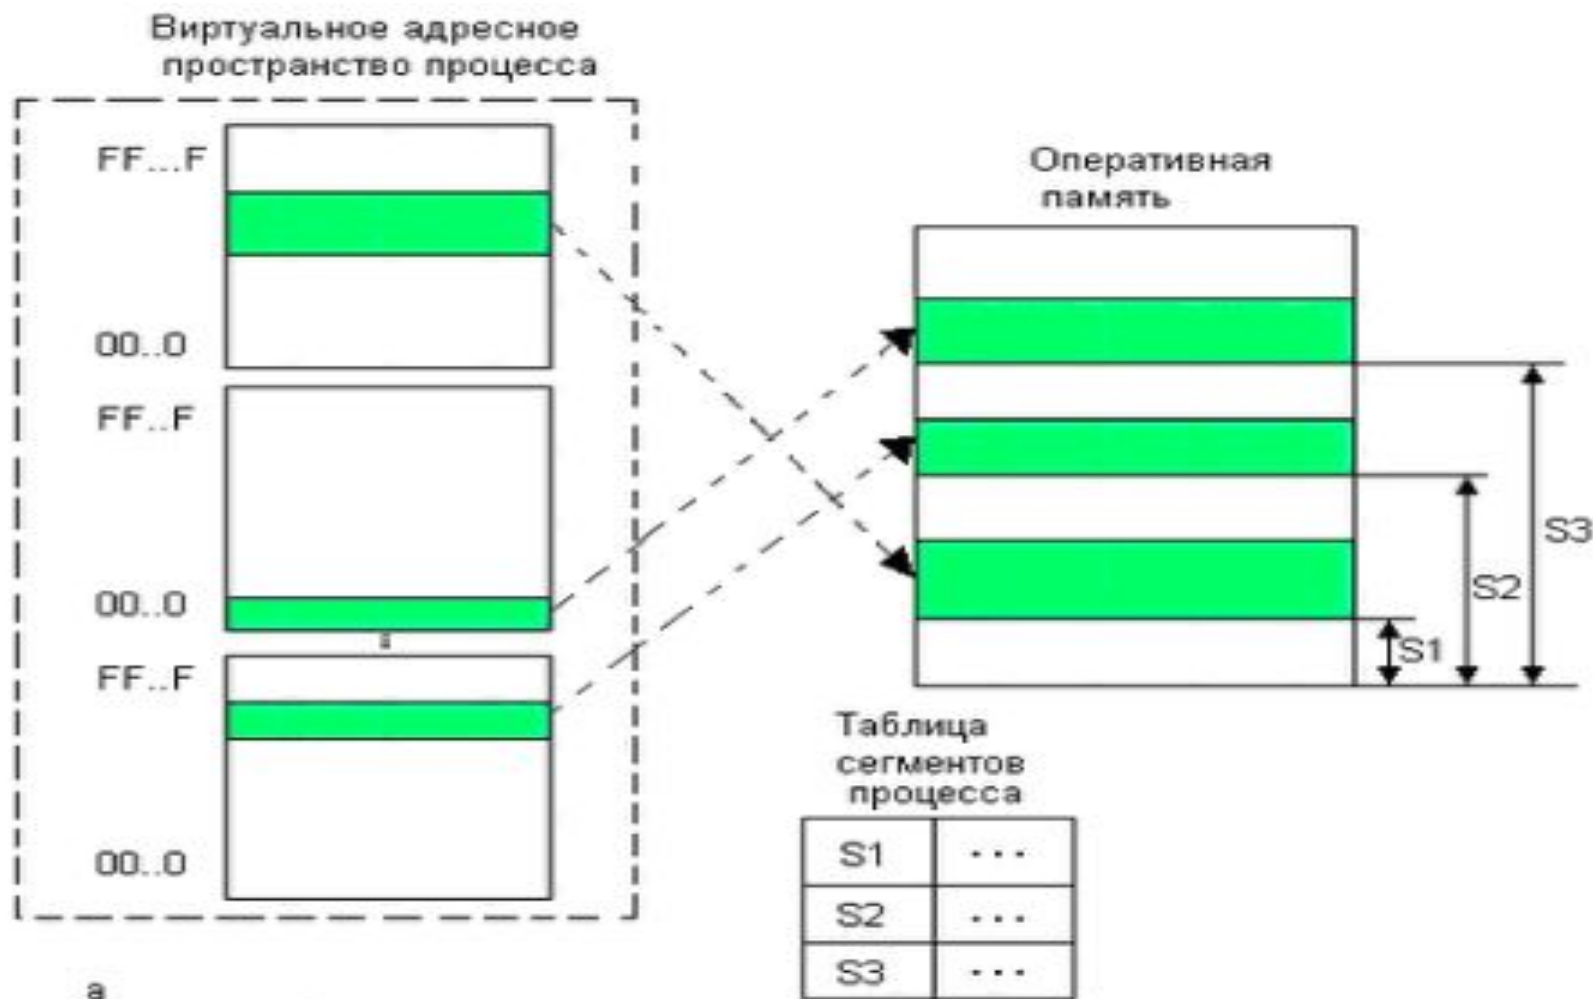 Виртуальное адресное
пространство процесса
FF...F
00..0
FF..F
00..0
FF..F
00..0
Оперативная
память
S3
S2
S1
Таблица
сегментов
процесса
S1 ...
S2 ...
S3 ...
а